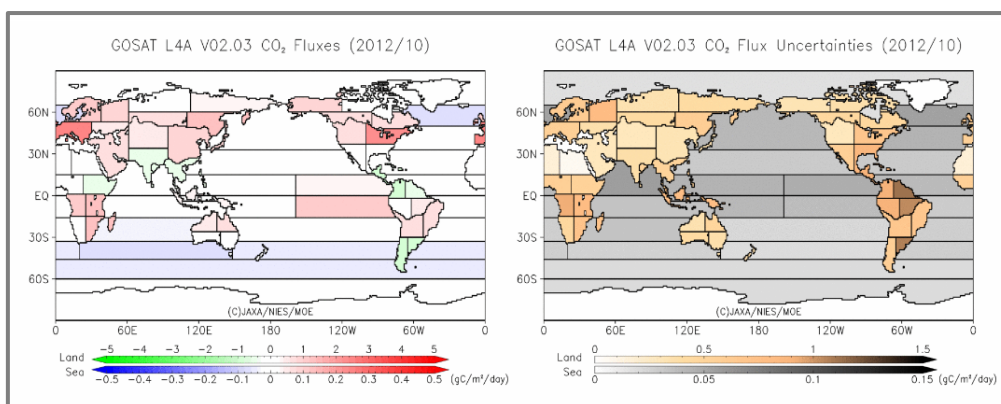 GOSAT L4A V02.03 CO₂ Fluxes (2012/10)
60N
30N
EQ
30S
60S
(C)JAXA/NIES/MOE
0 60E 120E 180 120W 60W 0
Land -5 -4 -3 -2 -1 0 1 2 3 4 5
Sea -0.5 -0.4 -0.3 -0.2 -0.1 0 0.1 0.2 0.3 0.4 0.5 (gC/m²/day)
GOSAT L4A V02.03 CO₂ Flux Uncertainties (2012/10)
60N
30N
EQ
30S
60S
(C)JAXA/NIES/MOE
0 60E 120E 180 120W 60W 0
Land 0 0.5 1 1.5
Sea 0 0.05 0.1 0.15 (gC/m²/day)